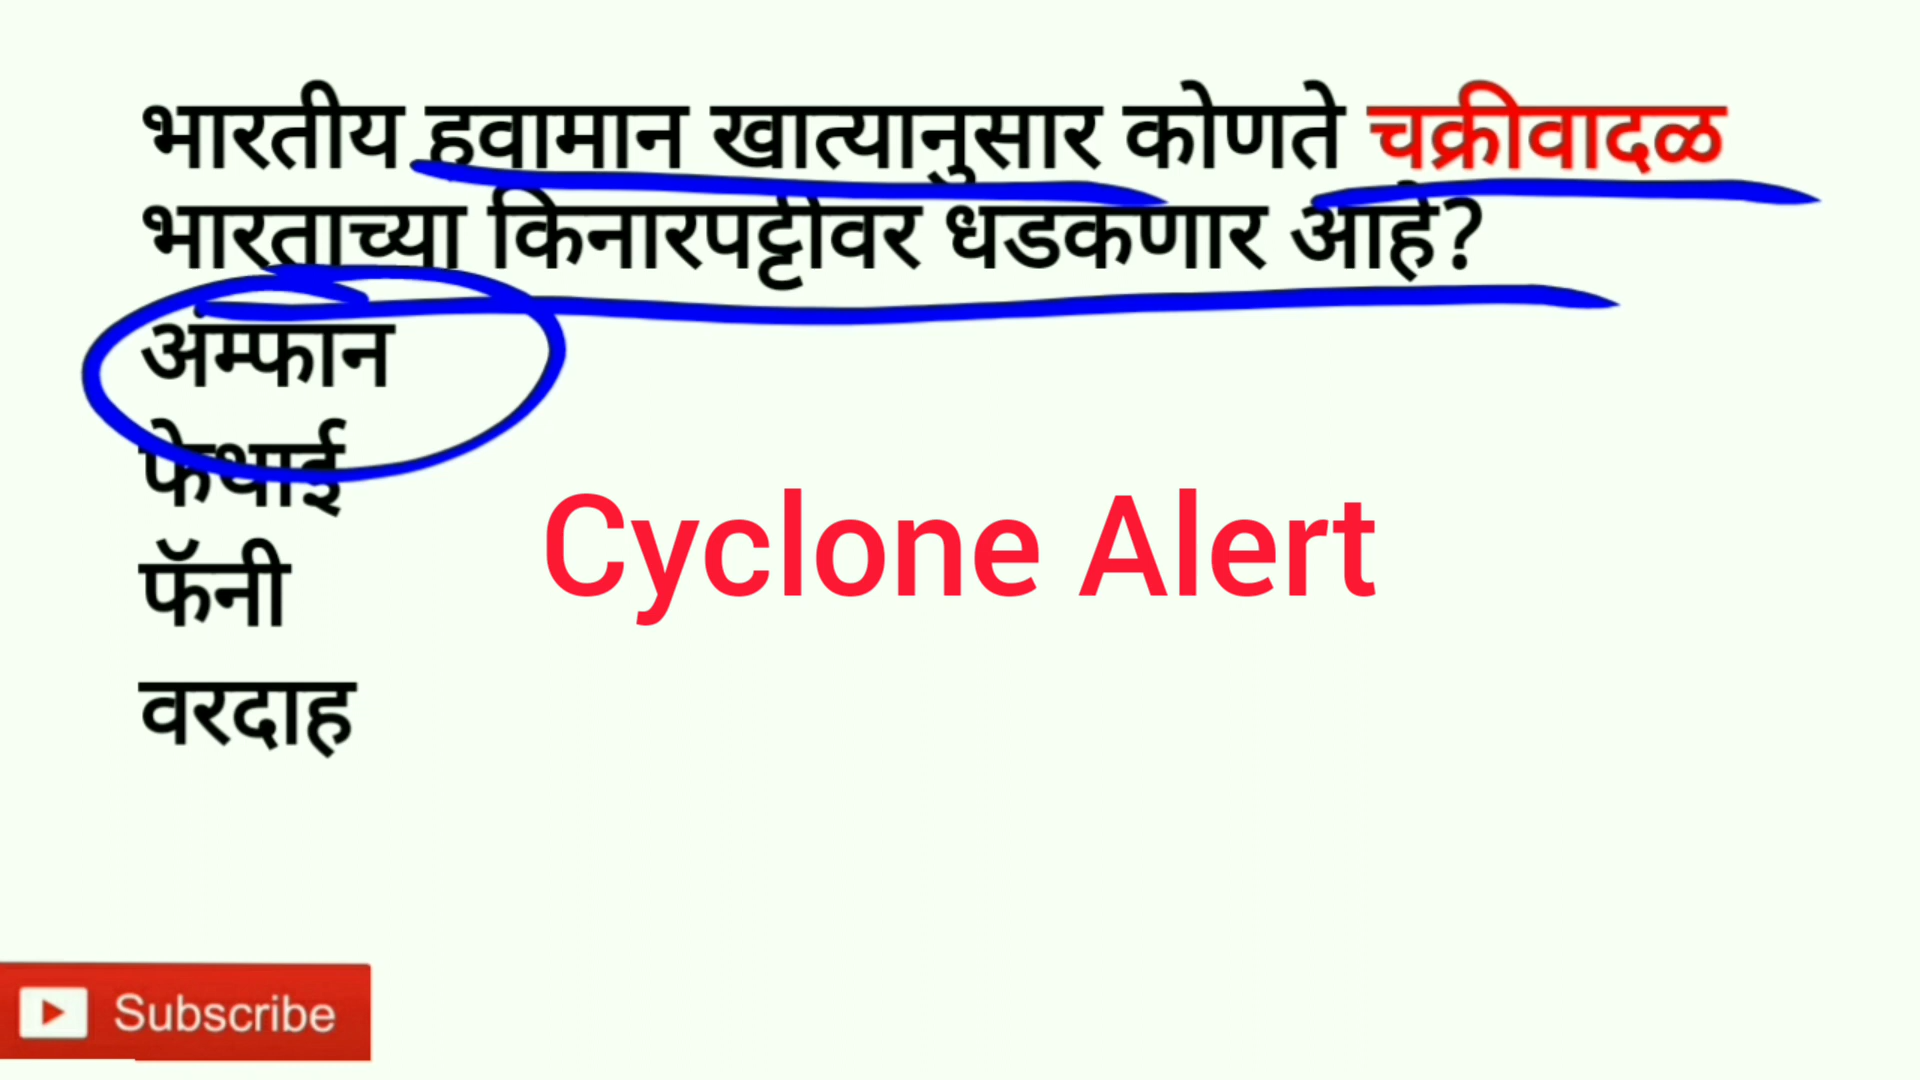 भारतीय हवामान खात्यानुसार कोणते चक्रीवादळ
भारताच्या किनारपट्टीवर धडकणार आहे?
अंम्फान
फेथाई
फॅनी
वरदाह
Cyclone Alert
Subscribe